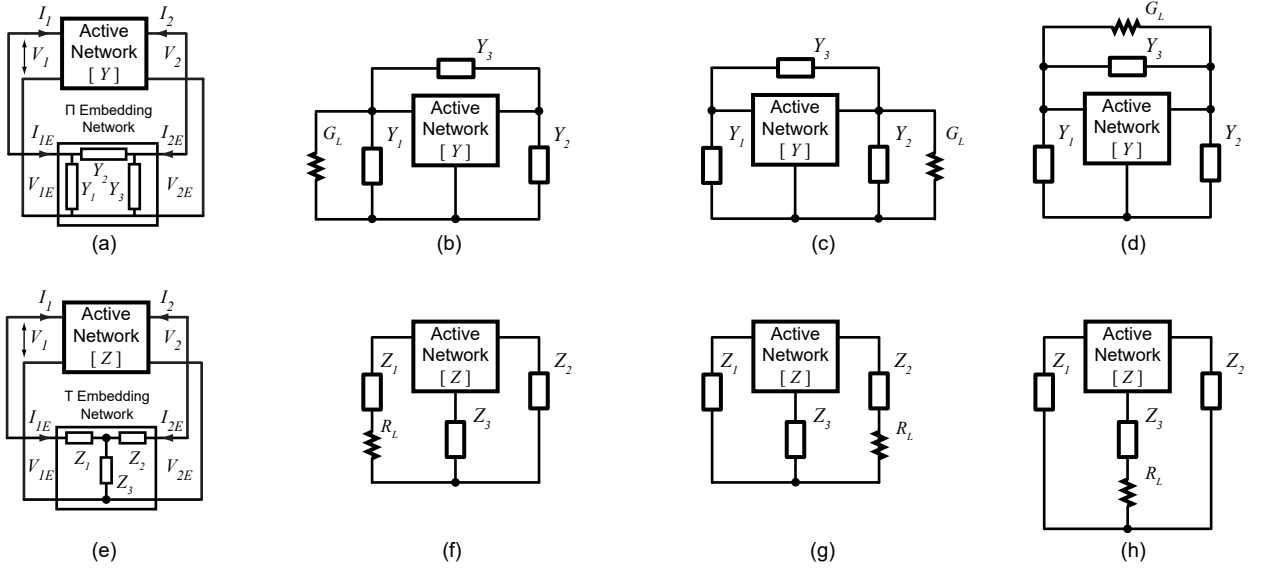 I1
I2
Active
Network
[ Y ]
V1
V2
Π Embedding
Network
I1E
I2E
Y2
Y1
Y3
V1E
V2E
(a)
Y3
Active
Network
[ Y ]
GL
Y1
Y2
(b)
Y3
Active
Network
[ Y ]
Y1
Y2
GL
(c)
GL
Y3
Active
Network
[ Y ]
Y1
Y2
(d)
I1
I2
Active
Network
[ Z ]
V1
V2
T Embedding
Network
I1E
I2E
Z1
Z2
Z3
V1E
V2E
(e)
Active
Network
[ Z ]
Z1
Z2
Z3
RL
(f)
Active
Network
[ Z ]
Z1
Z2
Z3
RL
(g)
Active
Network
[ Z ]
Z1
Z2
Z3
RL
(h)